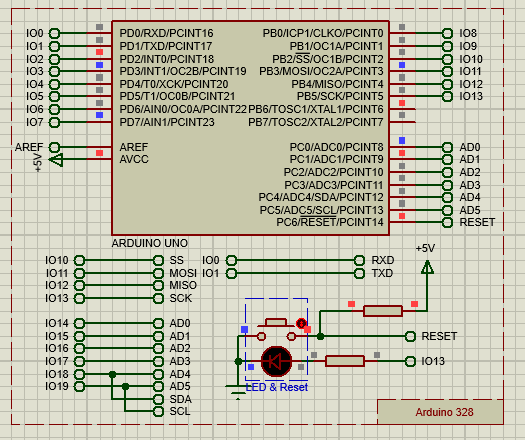 IO0 PD0/RXD/PCINT16 PB0/ICP1/CLKO/PCINT0 IO8
IO1 PD1/TXD/PCINT17 PB1/OC1A/PCINT1 IO9
IO2 PD2/INT0/PCINT18 PB2/SS/OC1B/PCINT2 IO10
IO3 PD3/INT1/OC2B/PCINT19 PB3/MOSI/OC2A/PCINT3 IO11
IO4 PD4/T0/XCK/PCINT20 PB4/MISO/PCINT4 IO12
IO5 PD5/T1/OC0B/PCINT21 PB5/SCK/PCINT5 IO13
IO6 PD6/AIN0/OC0A/PCINT22 PB6/TOSC1/XTAL1/PCINT6
IO7 PD7/AIN1/PCINT23 PB7/TOSC2/XTAL2/PCINT7
AREF AREF PC0/ADC0/PCINT8 AD0
+5V AVCC PC1/ADC1/PCINT9 AD1
PC2/ADC2/PCINT10 AD2
PC3/ADC3/PCINT11 AD3
PC4/ADC4/SDA/PCINT12 AD4
PC5/ADC5/SCL/PCINT13 AD5
PC6/RESET/PCINT14 RESET
ARDUINO UNO
+5V
IO10 SS IO0 RXD
IO11 MOSI IO1 TXD
IO12 MISO
IO13 SCK
IO14 AD0
IO15 AD1 RESET
IO16 AD2
IO17 AD3 IO13
IO18 AD4
IO19 AD5 LED & Reset
SDA
SCL Arduino 328